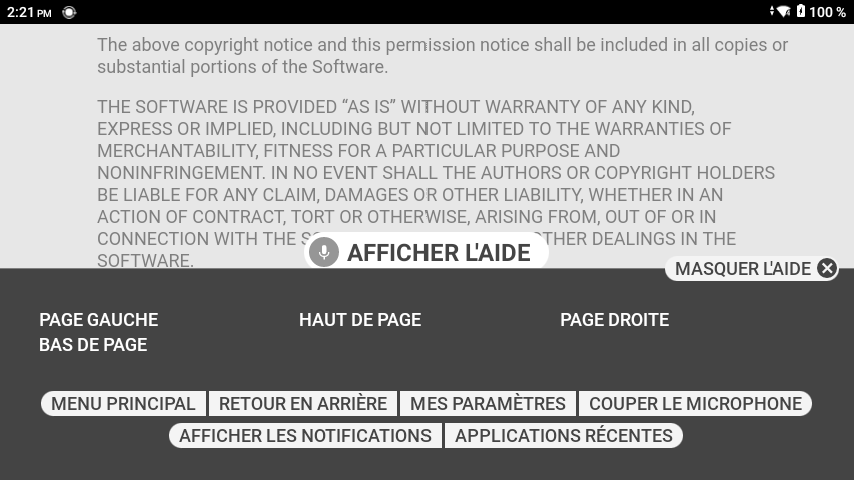 2:21 PM 100 %
The above copyright notice and this permission notice shall be included in all copies or
substantial portions of the Software.
THE SOFTWARE IS PROVIDED “AS IS” WITHOUT WARRANTY OF ANY KIND,
EXPRESS OR IMPLIED, INCLUDING BUT NOT LIMITED TO THE WARRANTIES OF
MERCHANTABILITY, FITNESS FOR A PARTICULAR PURPOSE AND
NONINFRINGEMENT. IN NO EVENT SHALL THE AUTHORS OR COPYRIGHT HOLDERS
BE LIABLE FOR ANY CLAIM, DAMAGES OR OTHER LIABILITY, WHETHER IN AN
ACTION OF CONTRACT, TORT OR OTHERWISE, ARISING FROM, OUT OF OR IN
CONNECTION WITH THE DEALINGS IN THE
SOFTWARE.
AFFICHER L'AIDE
MASQUER L'AIDE
PAGE GAUCHE HAUT DE PAGE PAGE DROITE
BAS DE PAGE
MENU PRINCIPAL RETOUR EN ARRIÈRE MES PARAMÈTRES COUPER LE MICROPHONE
AFFICHER LES NOTIFICATIONS APPLICATIONS RÉCENTES